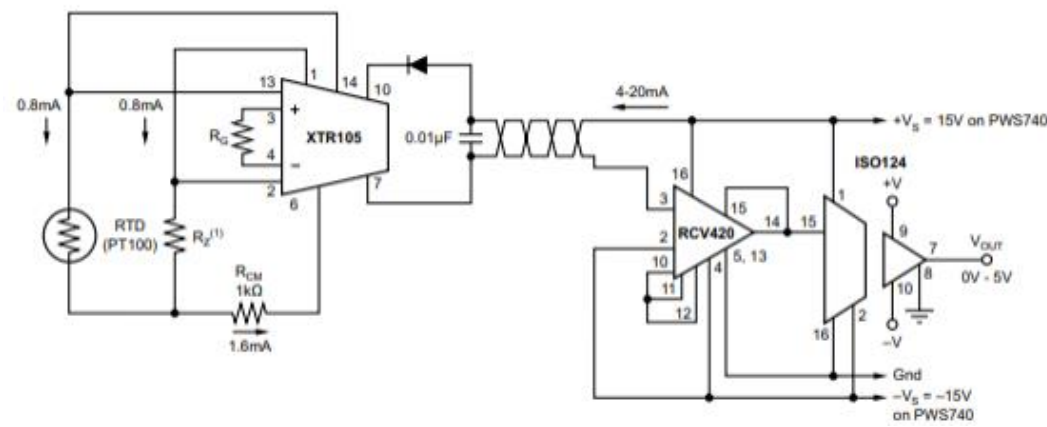 1
14
10
13
0.8mA
0.8mA
+
3
R_G
4
−
XTR105
2
6
7
0.01µF
4-20mA
+V_S = 15V on PWS740
ISO124
16
1
+V
3
15
14
15
9
7
V_OUT
2
RCV420
5, 13
8
0V - 5V
10
4
10
11
12
16
2
–V
RTD
(PT100)
R_Z(1)
R_CM
1kΩ
1.6mA
Gnd
–V_S = –15V
on PWS740